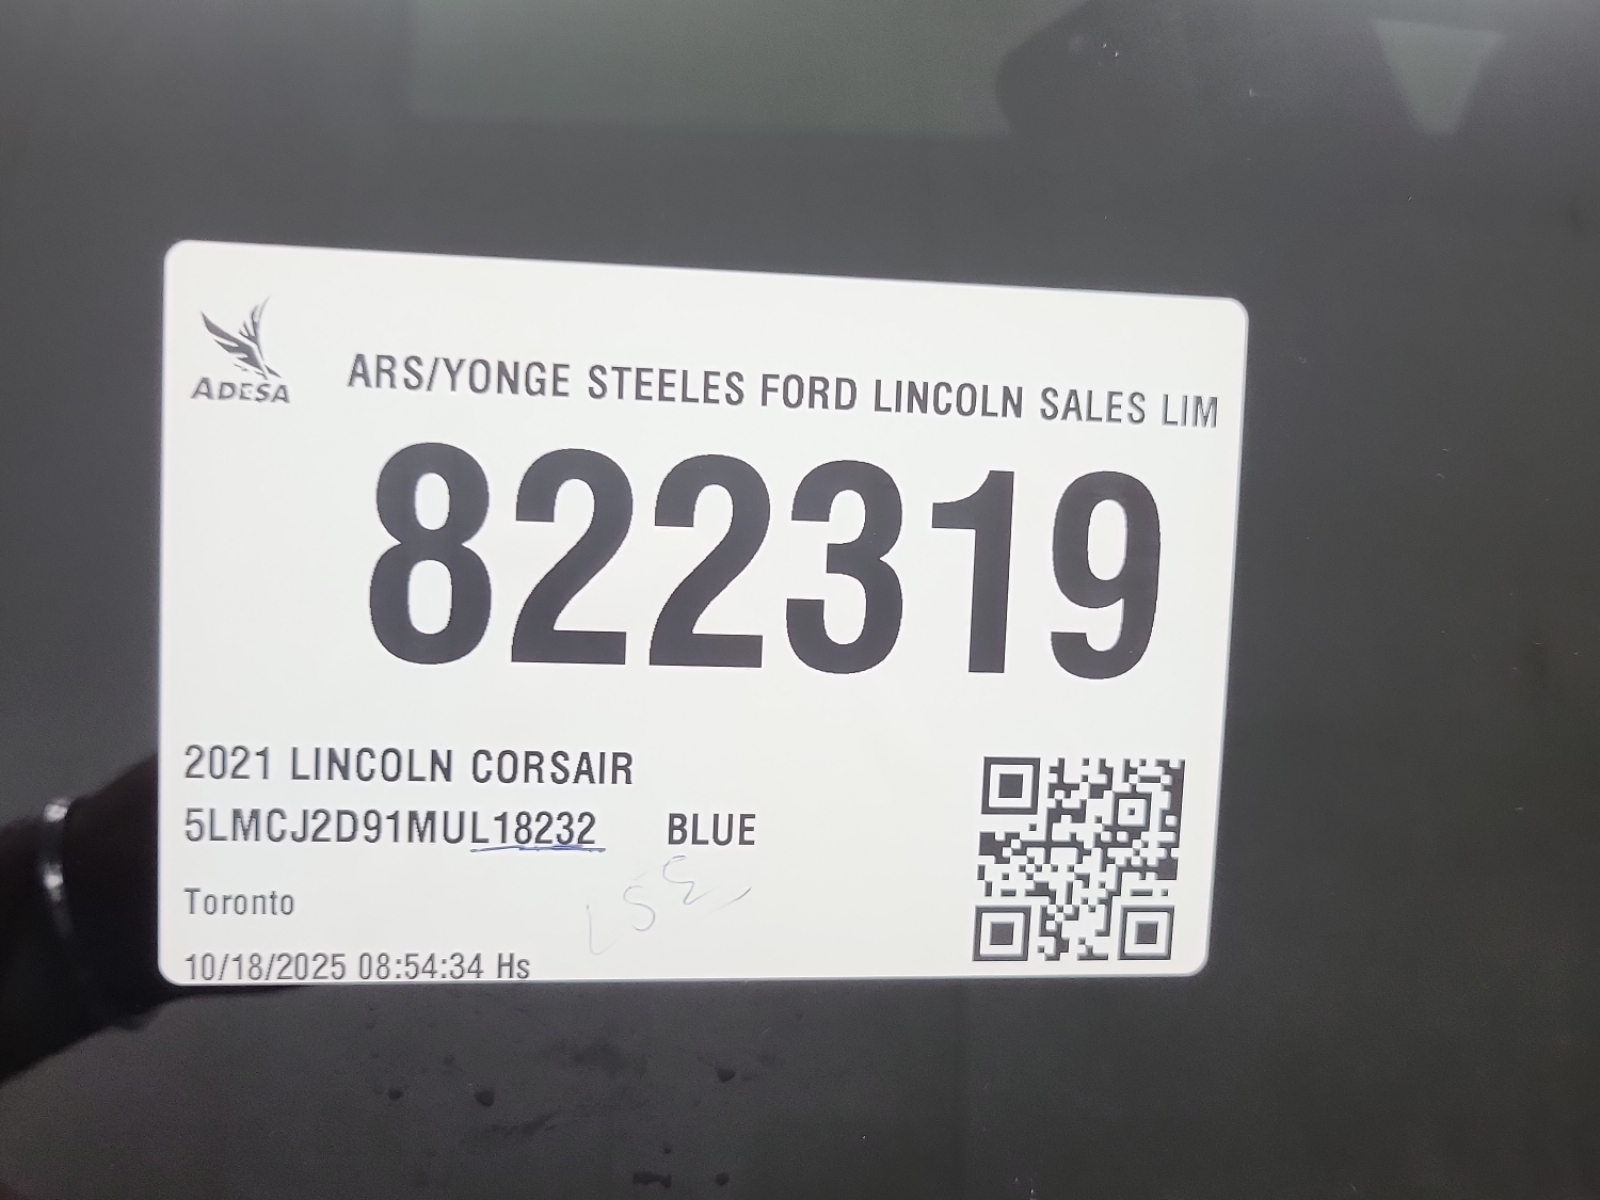 ADESA
ARS/YONGE STEELES FORD LINCOLN SALES LIM
822319
2021 LINCOLN CORSAIR
5LMCJ2D91MUL18232 BLUE
Toronto
10/18/2025 08:54:34 Hs